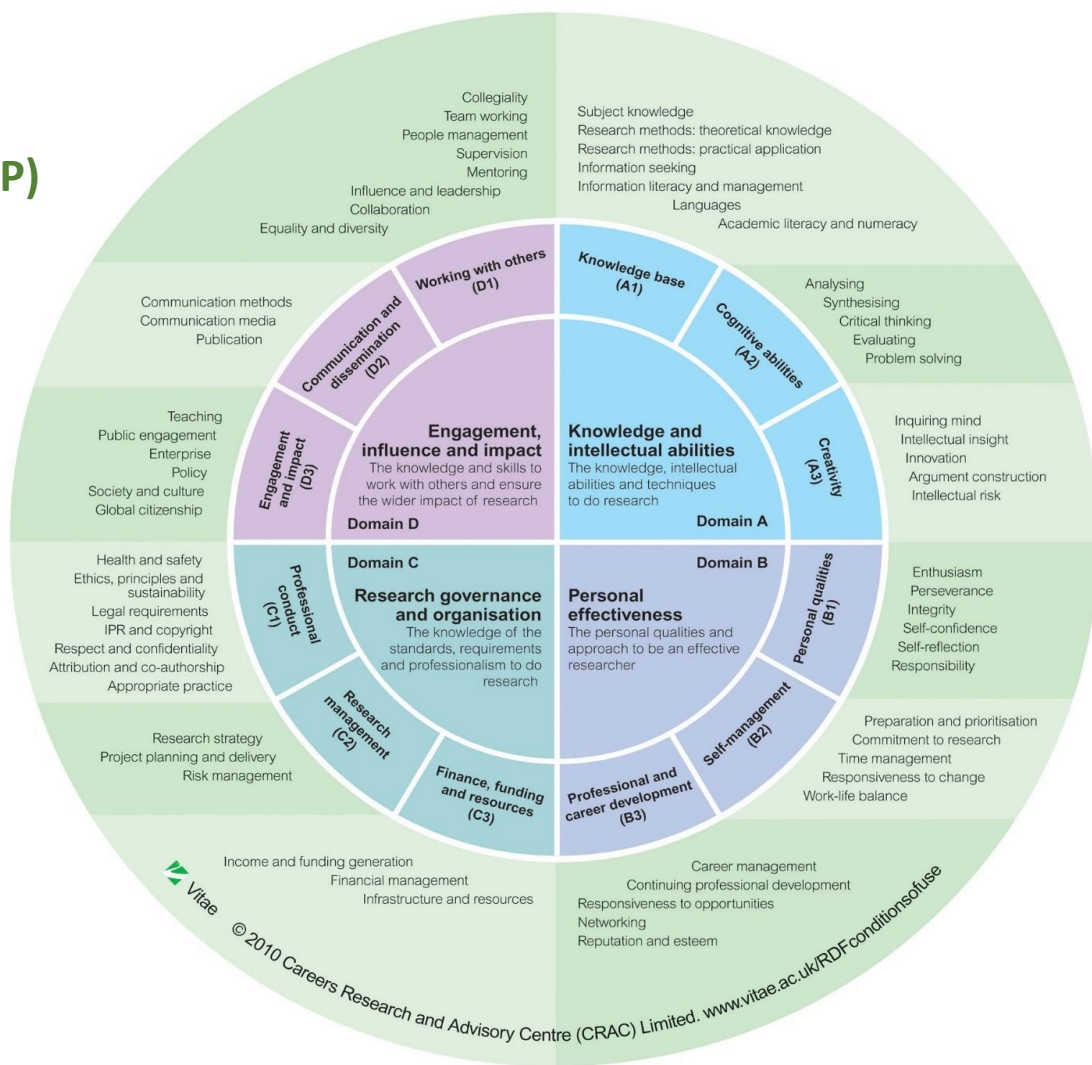 P)
Collegiality
Team working
People management
Supervision
Mentoring
Influence and leadership
Collaboration
Equality and diversity
Subject knowledge
Research methods: theoretical knowledge
Research methods: practical application
Information seeking
Information literacy and management
Languages
Academic literacy and numeracy
Working with others
(D1)
Knowledge base
(A1)
Communication methods
Communication media
Publication
Communication and
dissemination
(D2)
Cognitive abilities
(A2)
Analysing
Synthesising
Critical thinking
Evaluating
Problem solving
Teaching
Public engagement
Enterprise
Policy
Society and culture
Global citizenship
Engagement
and impact
(D3)
Engagement,
influence and impact
The knowledge and skills to
work with others and ensure
the wider impact of research
Domain D
Knowledge and
intellectual abilities
The knowledge, intellectual
abilities and techniques
to do research
Domain A
Creativity
(A3)
Inquiring mind
Intellectual insight
Innovation
Argument construction
Intellectual risk
Health and safety
Ethics, principles and
sustainability
Legal requirements
IPR and copyright
Respect and confidentiality
Attribution and co-authorship
Appropriate practice
Professional
conduct
(C1)
Domain C
Research governance
and organisation
The knowledge of the
standards, requirements
and professionalism to do
research
Domain B
Personal
effectiveness
The personal qualities and
approach to be an effective
researcher
Personal qualities
(B1)
Enthusiasm
Perseverance
Integrity
Self-confidence
Self-reflection
Responsibility
Research strategy
Project planning and delivery
Risk management
Research
management
(C2)
Self-management
(B2)
Preparation and prioritisation
Commitment to research
Time management
Responsiveness to change
Work-life balance
Finance, funding
and resources
(C3)
Professional and
career development
(B3)
Income and funding generation
Financial management
Infrastructure and resources
Career management
Continuing professional development
Responsiveness to opportunities
Networking
Reputation and esteem
Vitae © 2010 Careers Research and Advisory Centre (CRAC) Limited. www.vitae.ac.uk/RDFconditionsofuse